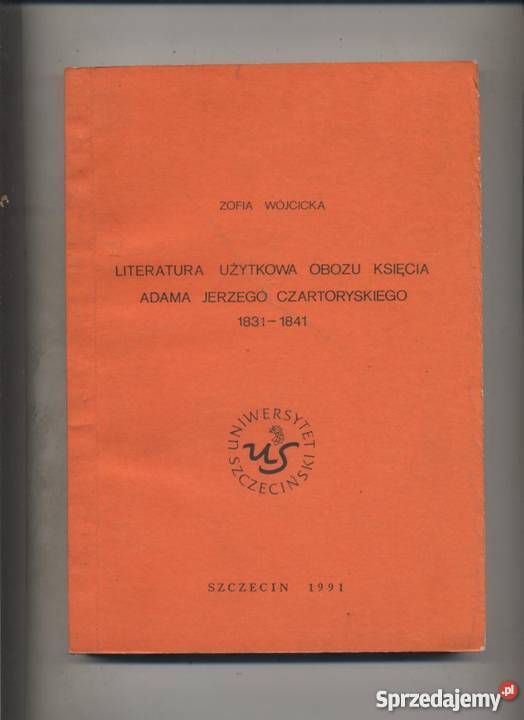 ZOFIA WÓJCICKA
LITERATURA UŻYTKOWA OBOZU KSIĘCIA
ADAMA JERZEGO CZARTORYSKIEGO
1831-1841
UNIWERSYTET
US
SZCZECIŃSKI
SZCZECIN 1991
Sprzedajemy.pl